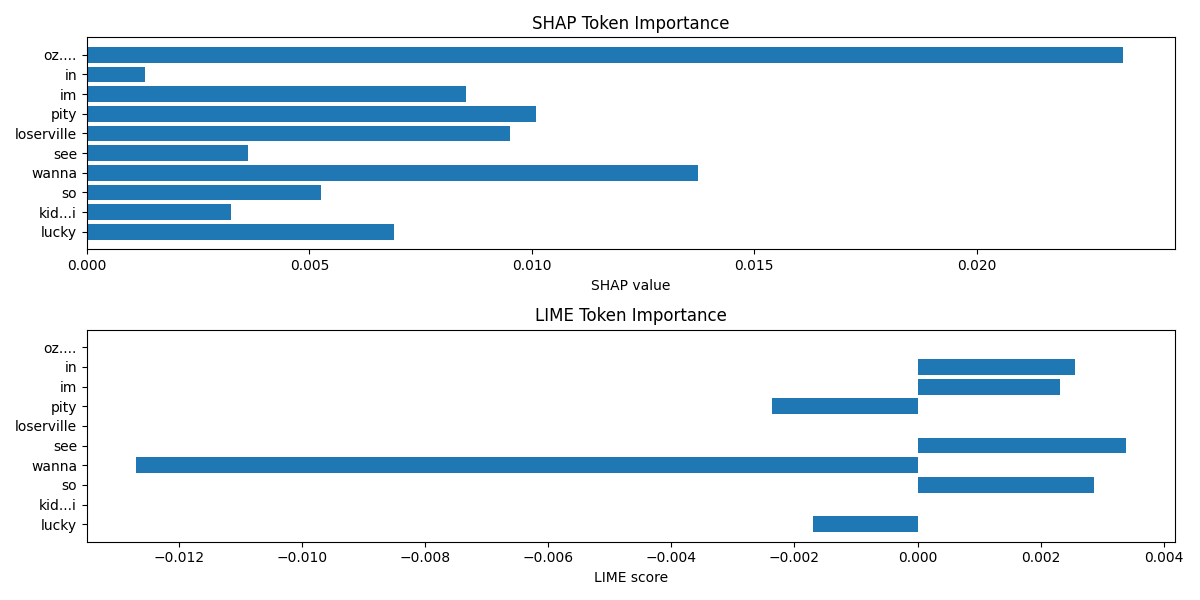 SHAP Token Importance
oz....
in
im
pity
loserville
see
wanna
so
kid...i
lucky
0.000 0.005 0.010 0.015 0.020
SHAP value
LIME Token Importance
oz....
in
im
pity
loserville
see
wanna
so
kid...i
lucky
−0.012 −0.010 −0.008 −0.006 −0.004 −0.002 0.000 0.002 0.004
LIME score